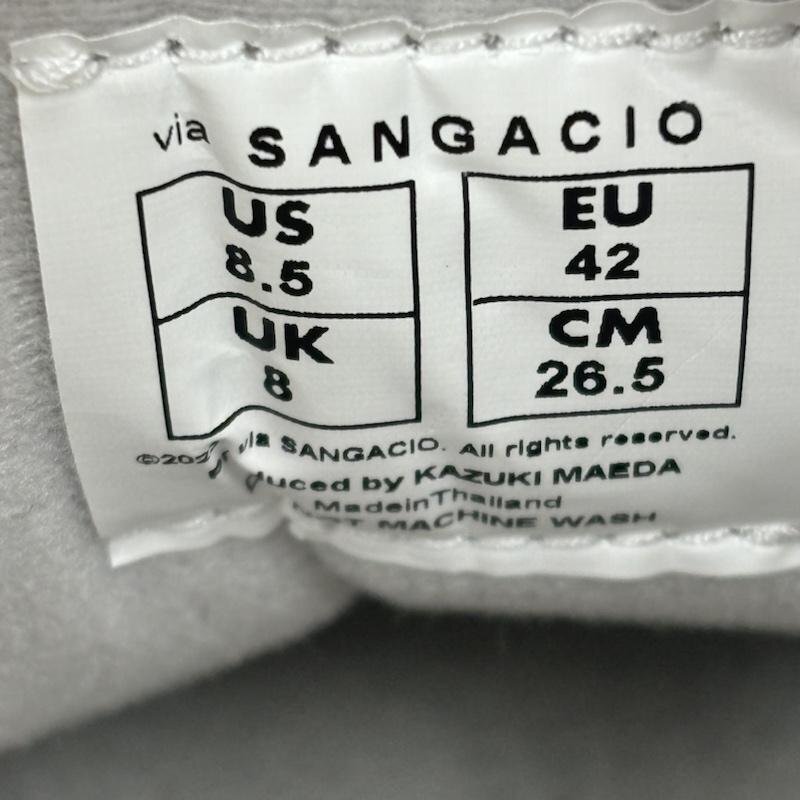 via SANGACIO
US EU
8.5 42
UK CM
8 26.5
via SANGACIO. All rights reserved.
by KAZUKI MAEDA
MadeinThailand
MACHINE WASH